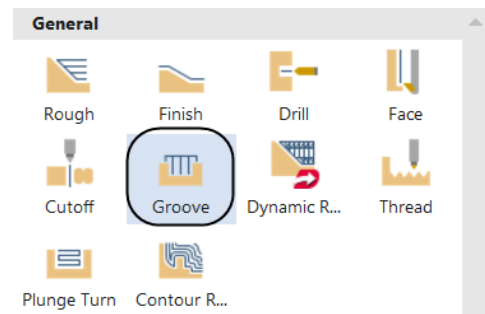 General
Rough Finish Drill Face
Cutoff Groove Dynamic R... Thread
Plunge Turn Contour R...